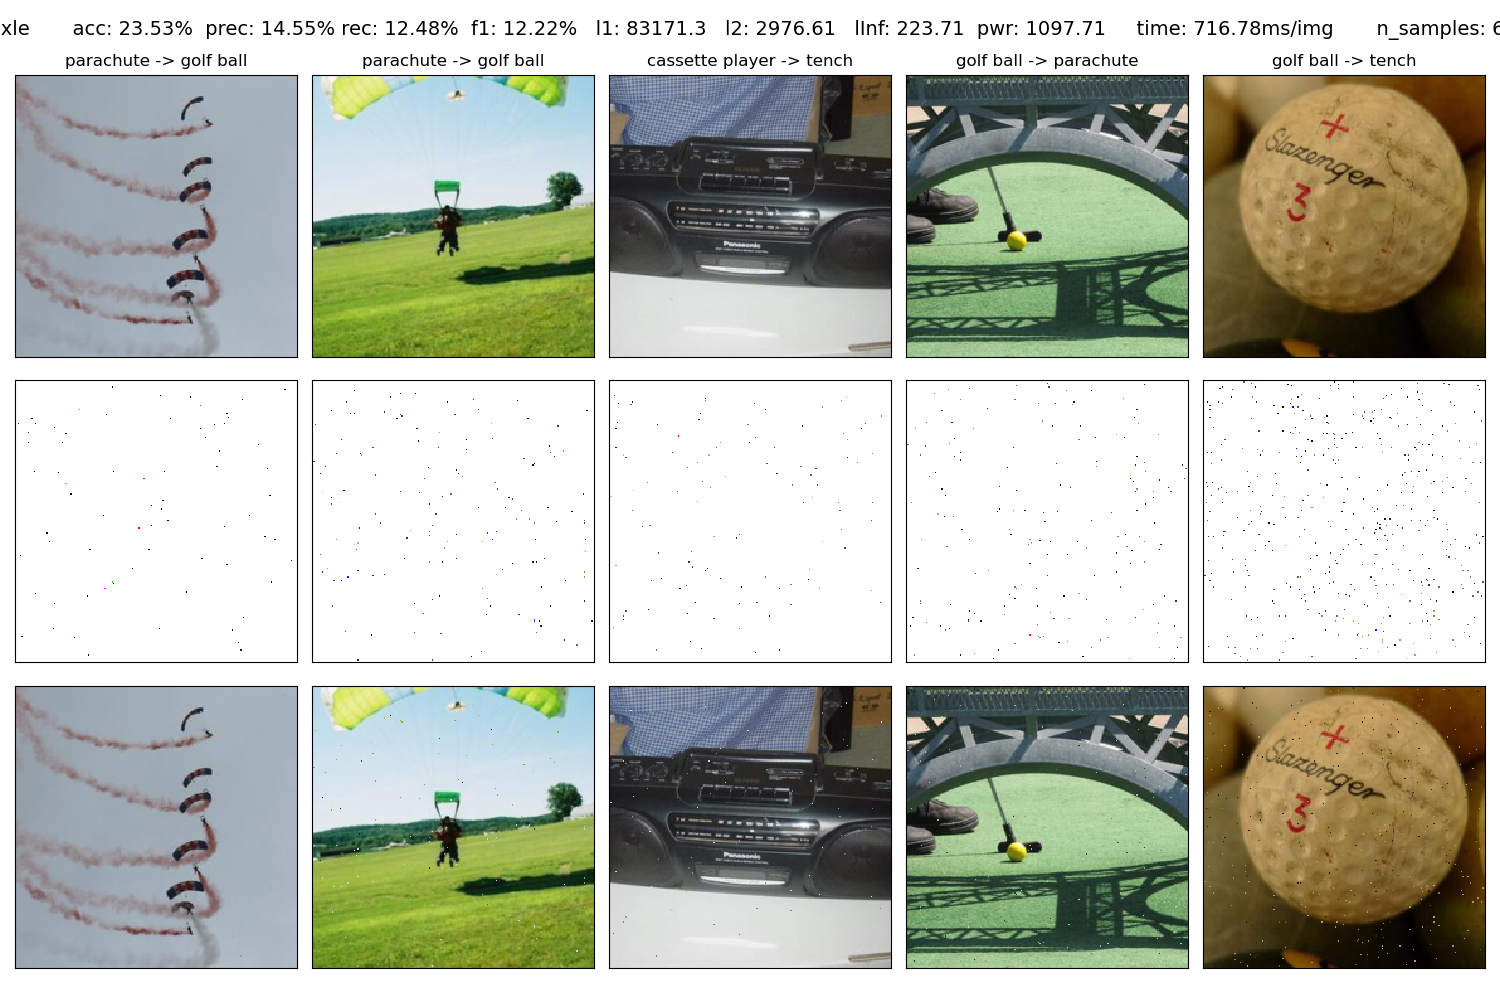 xle acc: 23.53% prec: 14.55% rec: 12.48% f1: 12.22% l1: 83171.3 l2: 2976.61 lInf: 223.71 pwr: 1097.71 time: 716.78ms/img n_samples: 6
parachute -> golf ball
parachute -> golf ball
cassette player -> tench
golf ball -> parachute
golf ball -> tench
Panasonic
+
Slazenger
3
Panasonic
+
Slazenger
3